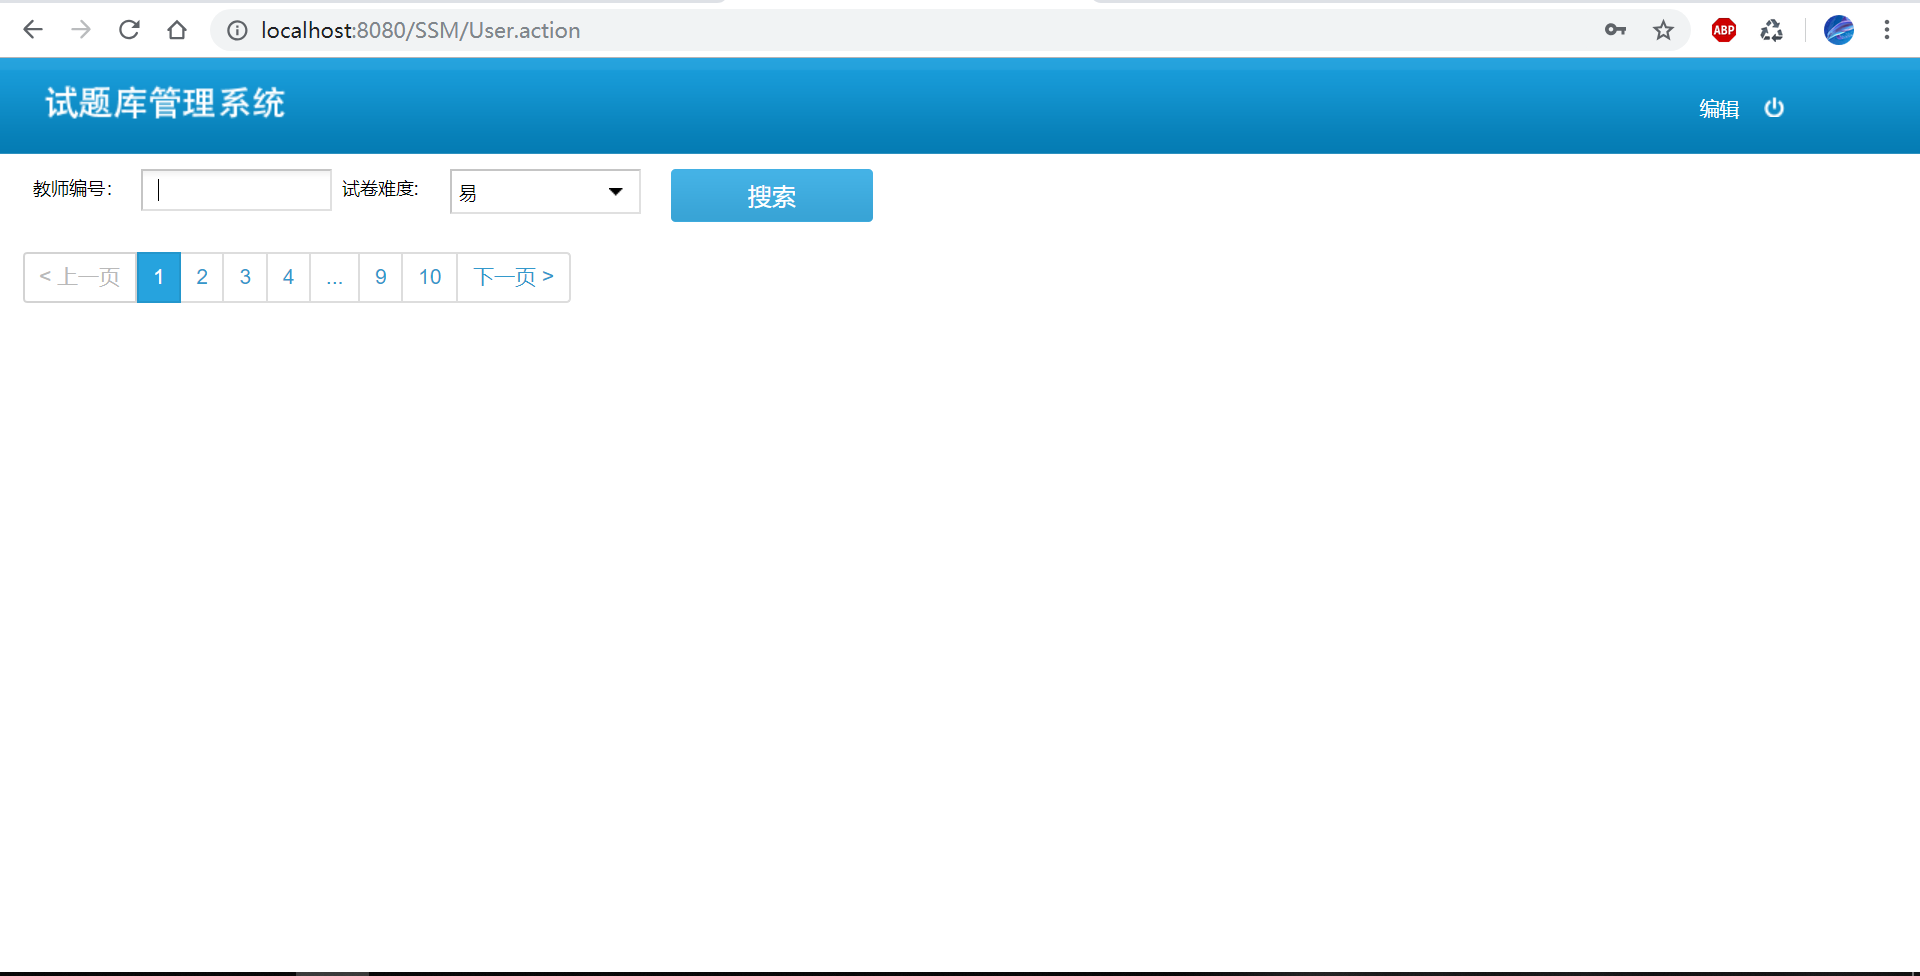 localhost:8080/SSM/User.action
ABP
试题库管理系统
编辑
教师编号：
试卷难度:
易
搜索
< 上一页 1 2 3 4 ... 9 10 下一页 >